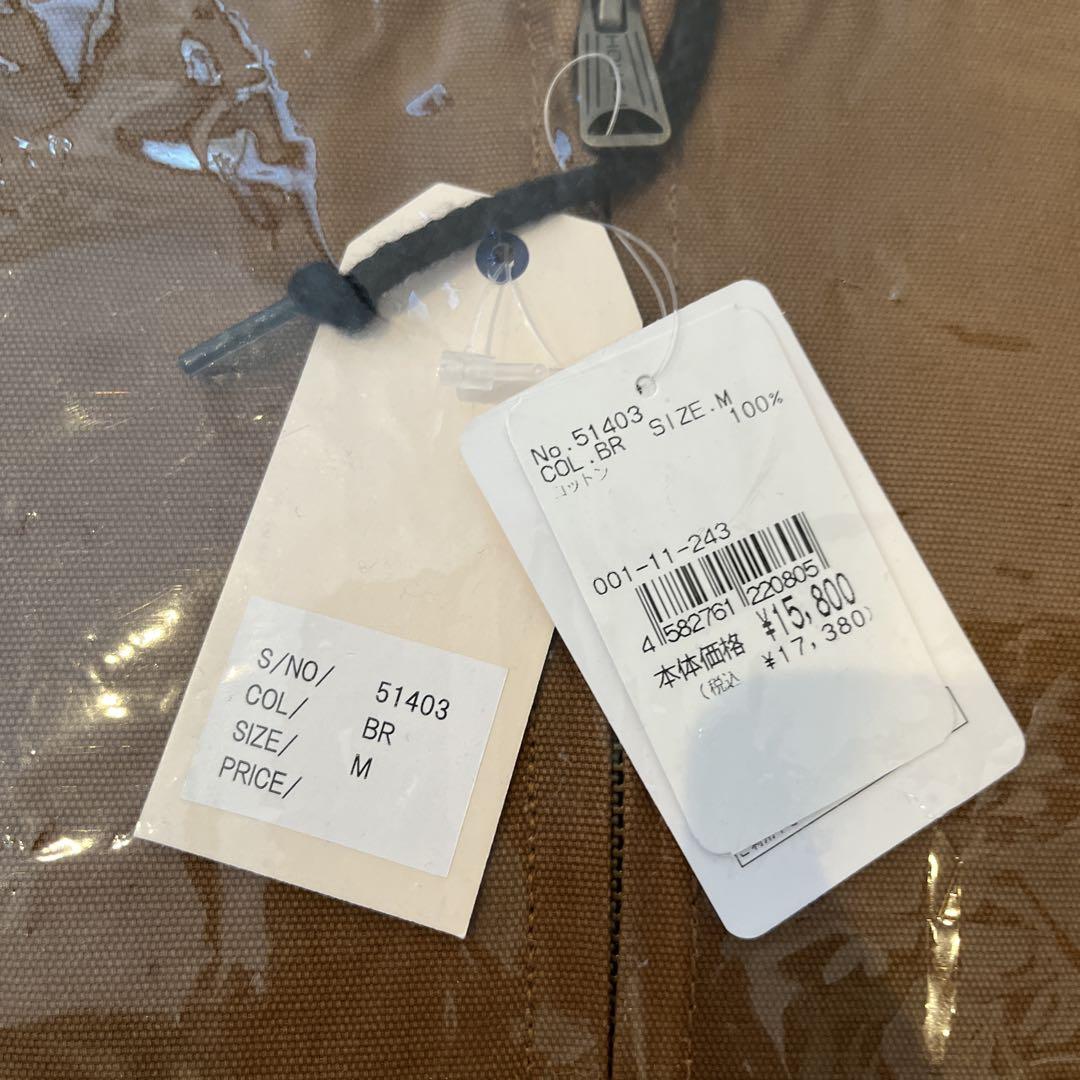 S/NO/ 51403
COL/ BR
SIZE/ M
PRICE/
No.51403
COL.BR SIZE.M
コットン 100%
001-11-243
4 582761 220805
本体価格 ¥15,800
(税込 ¥17,380)